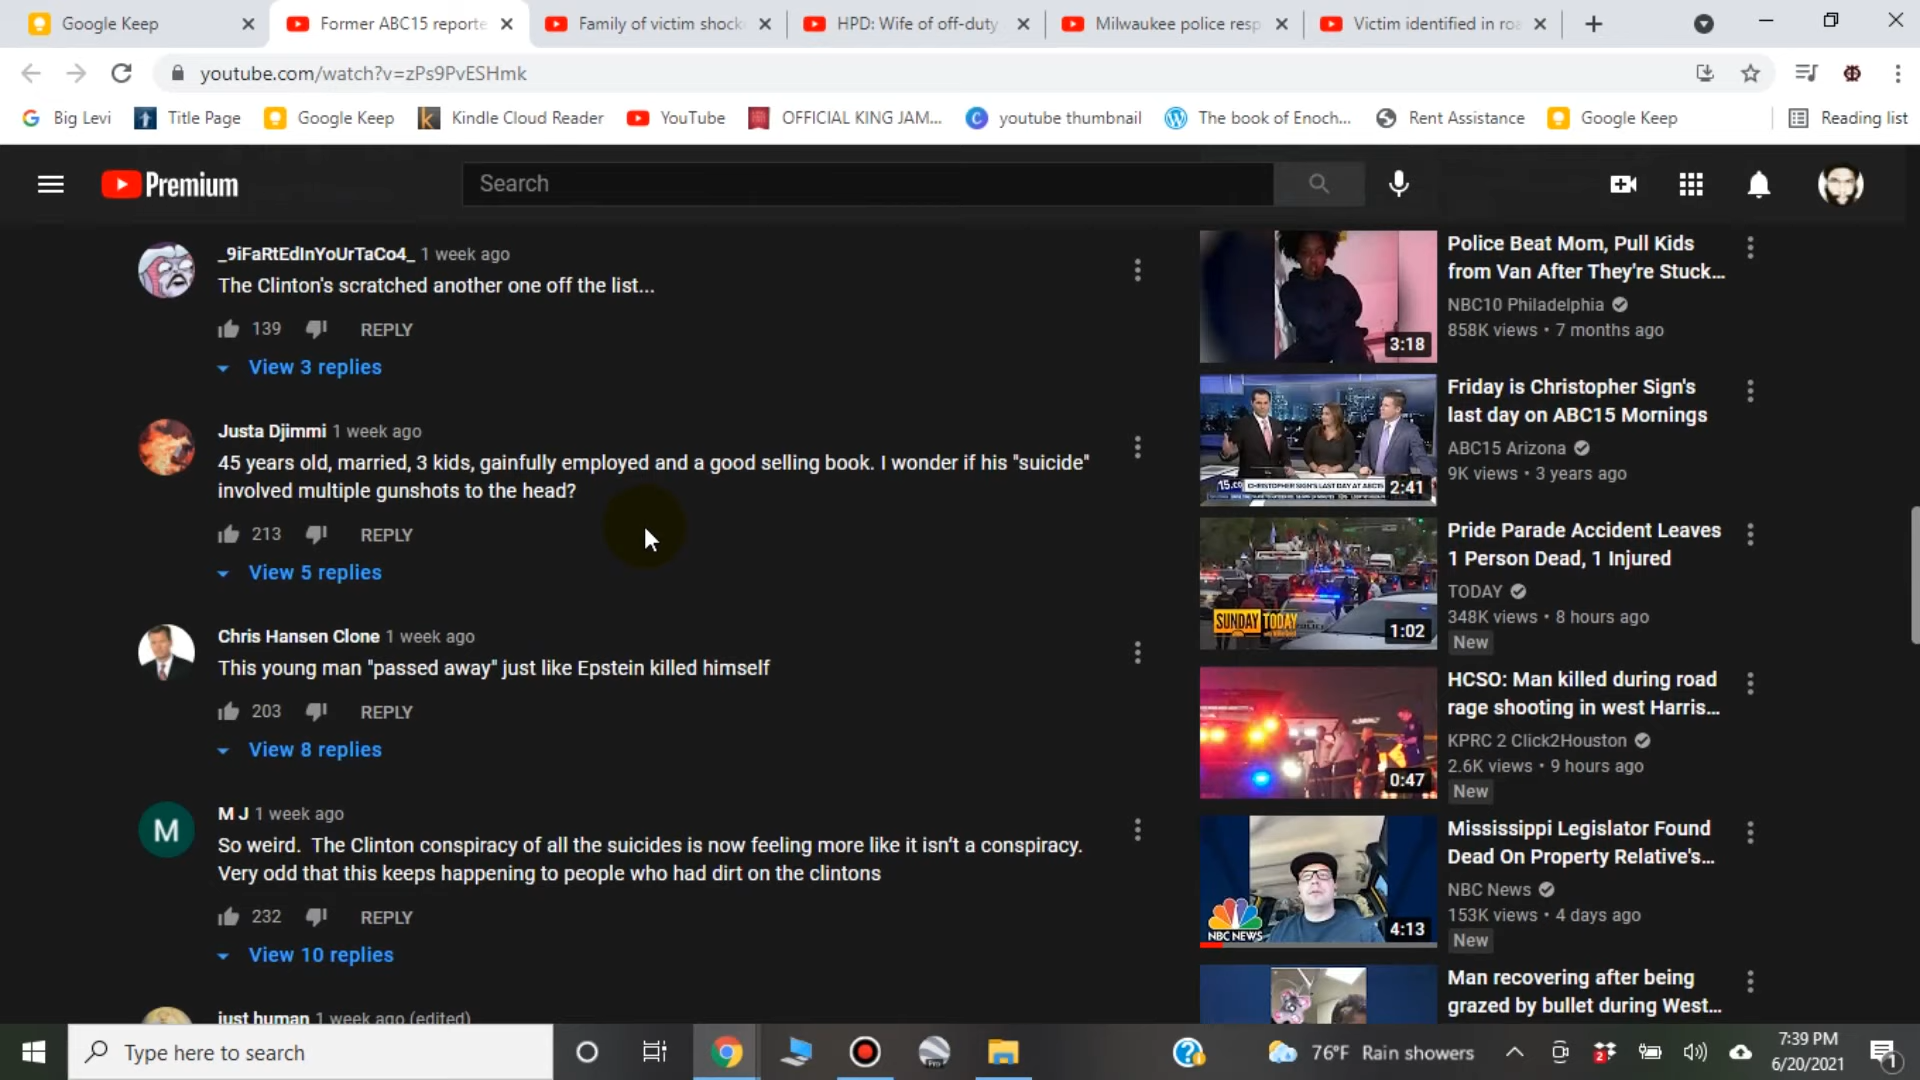 Google Keep
Former ABC15 reporte
Family of victim shock
HPD: Wife of off-duty
Milwaukee police resp
Victim identified in roa
youtube.com/watch?v=zPs9PvESHmk
Big Levi
Title Page
Google Keep
Kindle Cloud Reader
YouTube
OFFICIAL KING JAM...
youtube thumbnail
The book of Enoch...
Rent Assistance
Google Keep
Reading list
Premium
Search
_9iFaRtEdInYoUrTaCo4_ 1 week ago
The Clinton's scratched another one off the list...
139 REPLY
View 3 replies
Justa Djimmi 1 week ago
45 years old, married, 3 kids, gainfully employed and a good selling book. I wonder if his "suicide"
involved multiple gunshots to the head?
213 REPLY
View 5 replies
Chris Hansen Clone 1 week ago
This young man "passed away" just like Epstein killed himself
203 REPLY
View 8 replies
M
M J 1 week ago
So weird. The Clinton conspiracy of all the suicides is now feeling more like it isn't a conspiracy.
Very odd that this keeps happening to people who had dirt on the clintons
232 REPLY
View 10 replies
just human 1 week ago (edited)
3:18
Police Beat Mom, Pull Kids
from Van After They're Stuck...
NBC10 Philadelphia
858K views • 7 months ago
CHRISTOPHER SIGN'S LAST DAY AT ABC15
2:41
Friday is Christopher Sign's
last day on ABC15 Mornings
ABC15 Arizona
9K views • 3 years ago
SUNDAY TODAY
1:02
Pride Parade Accident Leaves
1 Person Dead, 1 Injured
TODAY
348K views • 8 hours ago
New
0:47
HCSO: Man killed during road
rage shooting in west Harris...
KPRC 2 Click2Houston
2.6K views • 9 hours ago
New
NBC NEWS
4:13
Mississippi Legislator Found
Dead On Property Relative's...
NBC News
153K views • 4 days ago
New
Man recovering after being
grazed by bullet during West...
Type here to search
76°F Rain showers
2
7:39 PM
6/20/2021
1